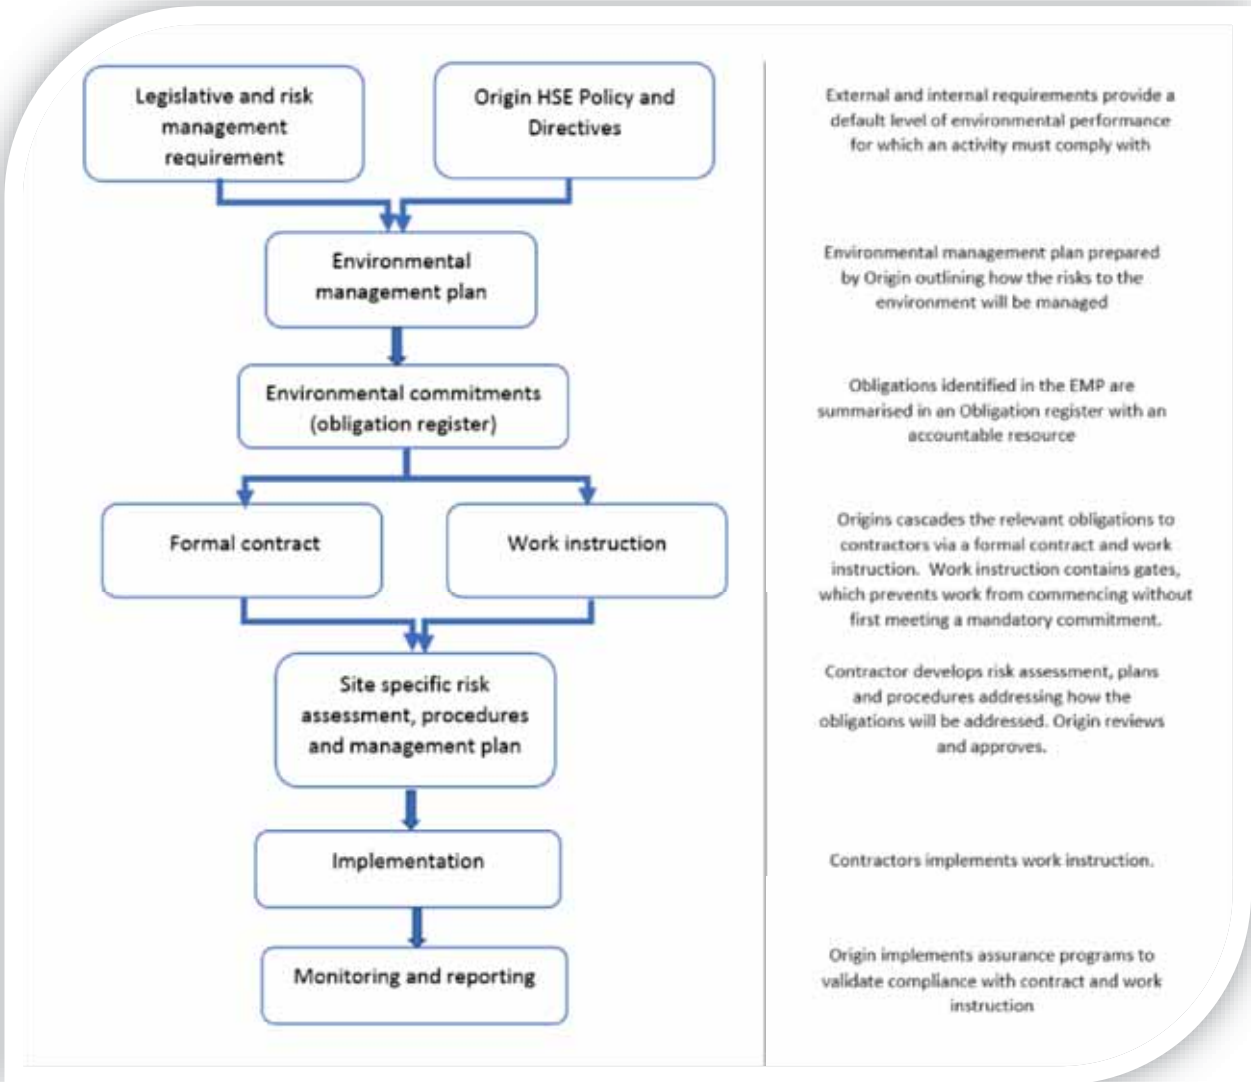 Legislative and risk
management
requirement
Origin HSE Policy and
Directives
External and internal requirements provide a
default level of environmental performance
for which an activity must comply with
Environmental
management plan
Environmental management plan prepared
by Origin outlining how the risks to the
environment will be managed
Environmental commitments
(obligation register)
Obligations identified in the EMP are
summarised in an Obligation register with an
accountable resource
Formal contract
Work instruction
Origins cascades the relevant obligations to
contractors via a formal contract and work
instruction.  Work instruction contains gates,
which prevents work from commencing without
first meeting a mandatory commitment.
Site specific risk
assessment, procedures
and management plan
Contractor develops risk assessment, plans
and procedures addressing how the
obligations will be addressed. Origin reviews
and approves.
Implementation
Contractors implements work instruction.
Monitoring and reporting
Origin implements assurance programs to
validate compliance with contract and work
instruction